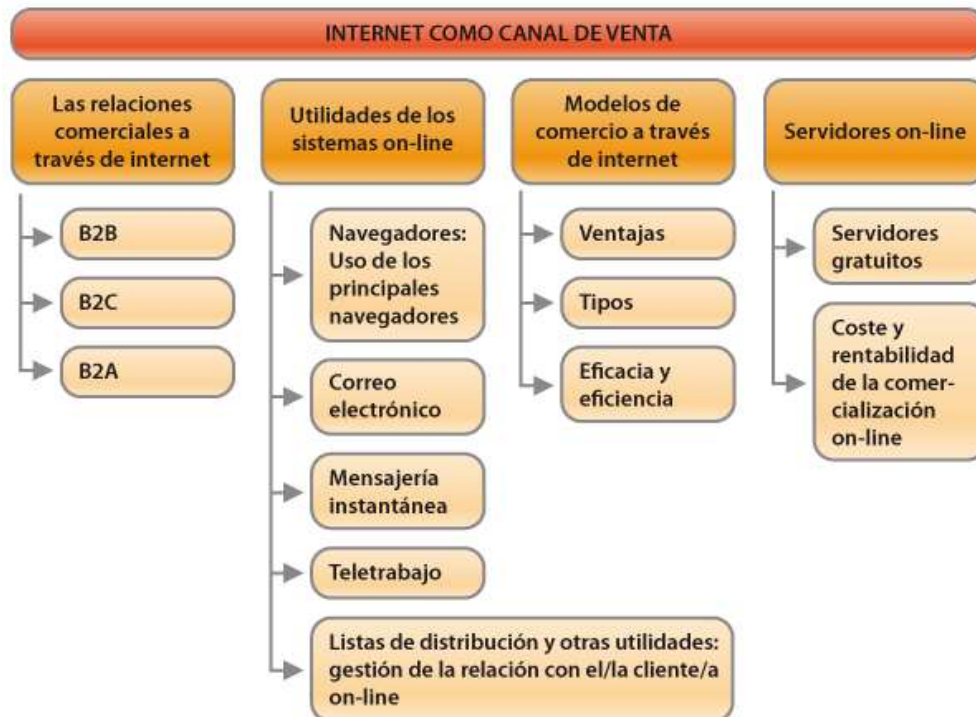 INTERNET COMO CANAL DE VENTA
Las relaciones
comerciales a
través de internet
B2B
B2C
B2A
Utilidades de los
sistemas on-line
Navegadores:
Uso de los
principales
navegadores
Correo
electrónico
Mensajería
instantánea
Teletrabajo
Listas de distribución y otras utilidades:
gestión de la relación con el/la cliente/a
on-line
Modelos de
comercio a través
de internet
Ventajas
Tipos
Eficacia y
eficiencia
Servidores on-line
Servidores
gratuitos
Coste y
rentabilidad
de la comer-
cialización
on-line